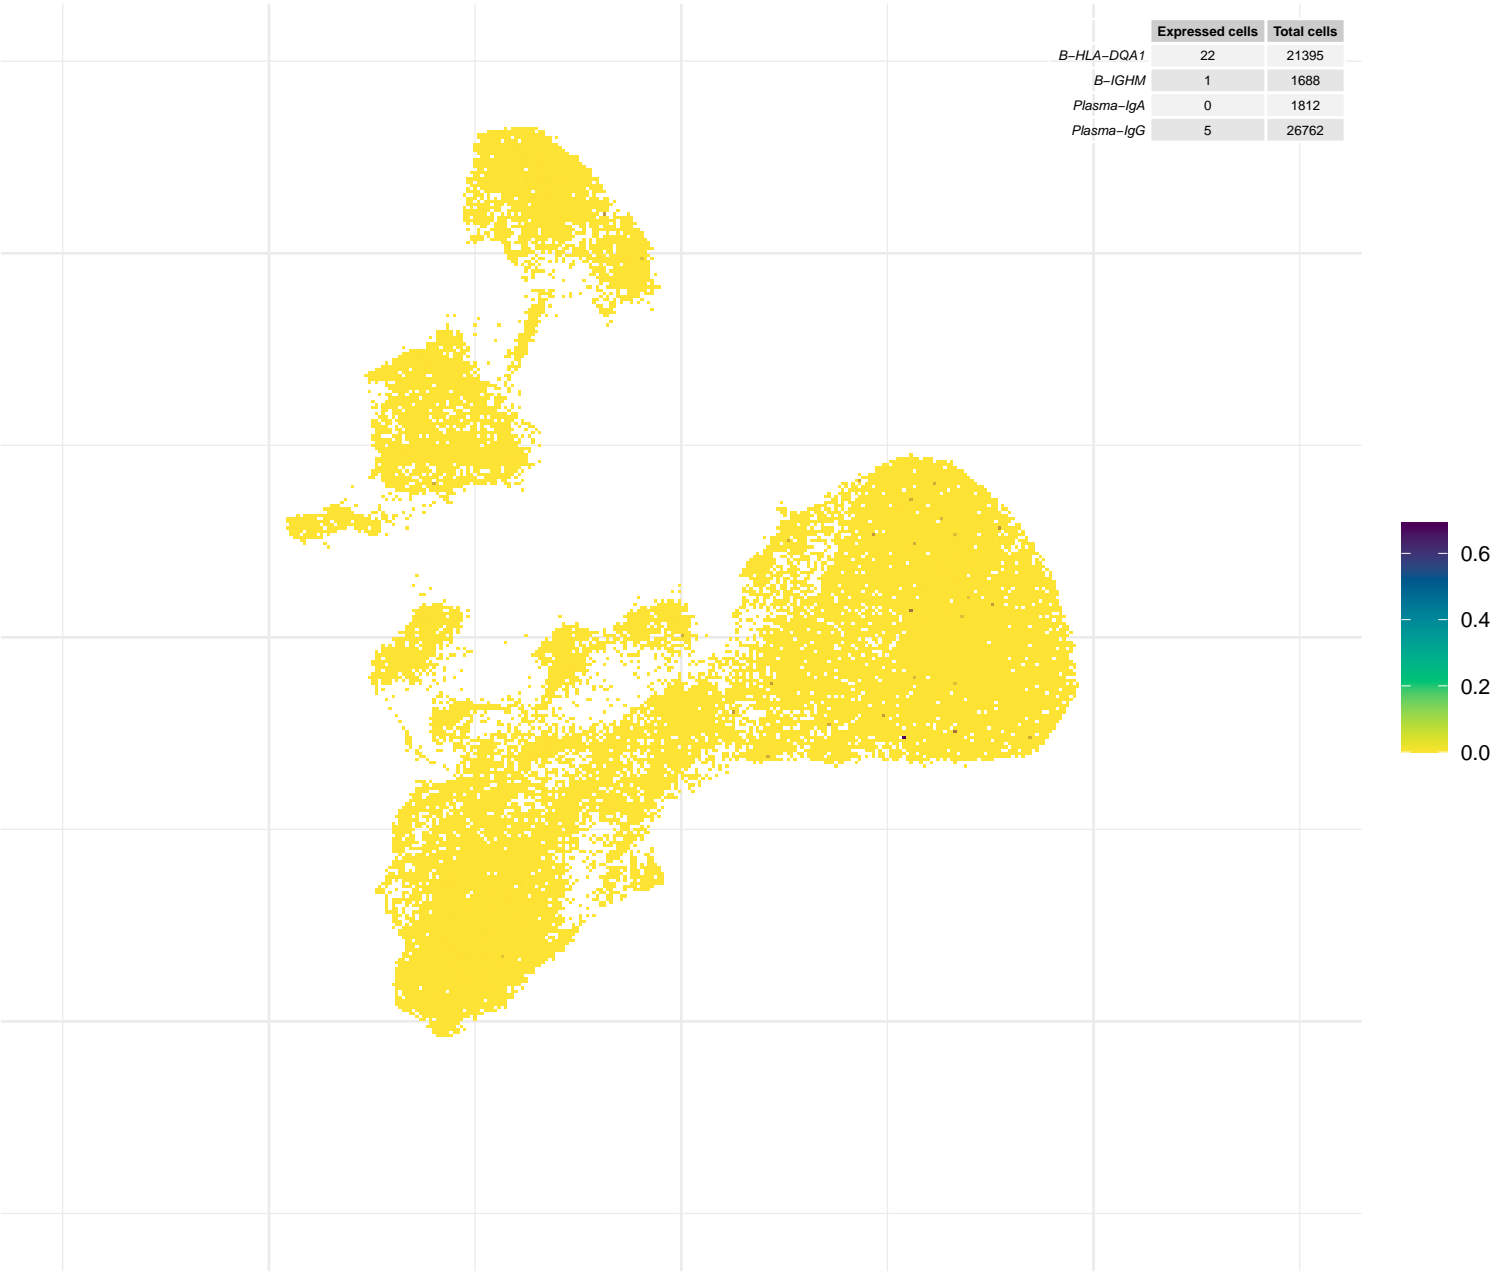 Expressed cells Total cells
B−HLA−DQA1 22 21395
B−IGHM 1 1688
Plasma−IgA 0 1812
Plasma−IgG 5 26762
0.6
0.4
0.2
0.0